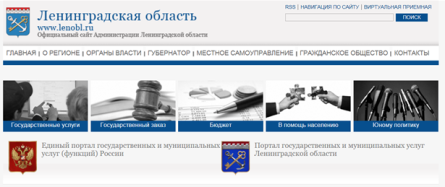 RSS | НАВИГАЦИЯ ПО САЙТУ | ВИРТУАЛЬНАЯ ПРИЕМНАЯ
Ленинградская область
www.lenobl.ru
ПОИСК
Официальный сайт Администрации Ленинградской области
ГЛАВНАЯ | О РЕГИОНЕ | ОРГАНЫ ВЛАСТИ | ГУБЕРНАТОР | МЕСТНОЕ САМОУПРАВЛЕНИЕ | ГРАЖДАНСКОЕ ОБЩЕСТВО | КОНТАКТЫ
Государственные услуги
Государственный заказ
Бюджет
В помощь населению
Юному политику
Единый портал государственных и муниципальных
услуг (функций) России
Портал государственных и муниципальных услуг
Ленинградской области